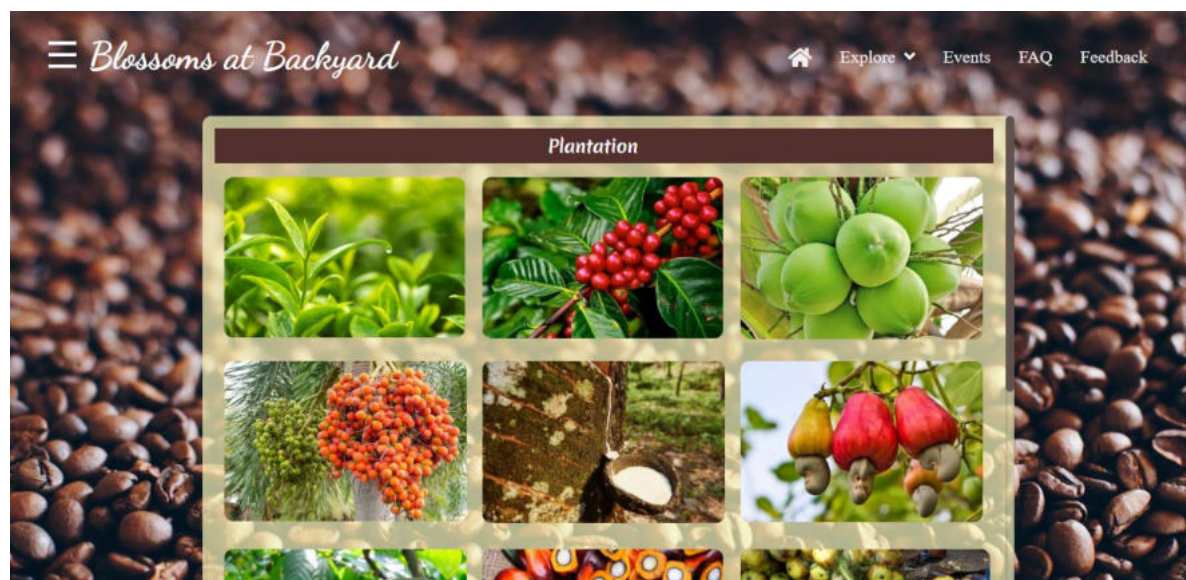 Blossoms at Backyard
Explore
Events
FAQ
Feedback
Plantation